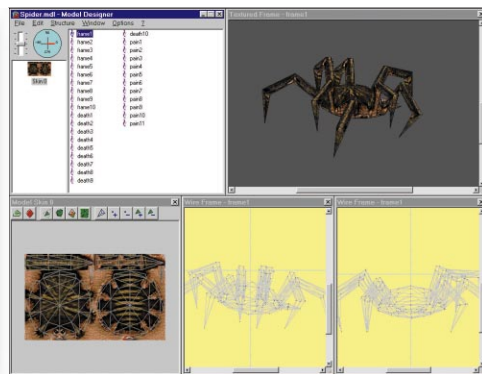 Spider.mdl - Model Designer
File Edit Structure Window Options ?
Skin0
frame1
frame2
frame3
frame4
frame5
frame6
frame7
frame8
frame9
frame10
death1
death2
death3
death4
death5
death6
death7
death8
death9
death10
pain1
pain2
pain3
pain4
pain5
pain6
pain7
pain8
pain9
pain10
pain11
Textured Frame - frame1
Model Skin 0
Wire Frame - frame1
Wire Frame - frame1